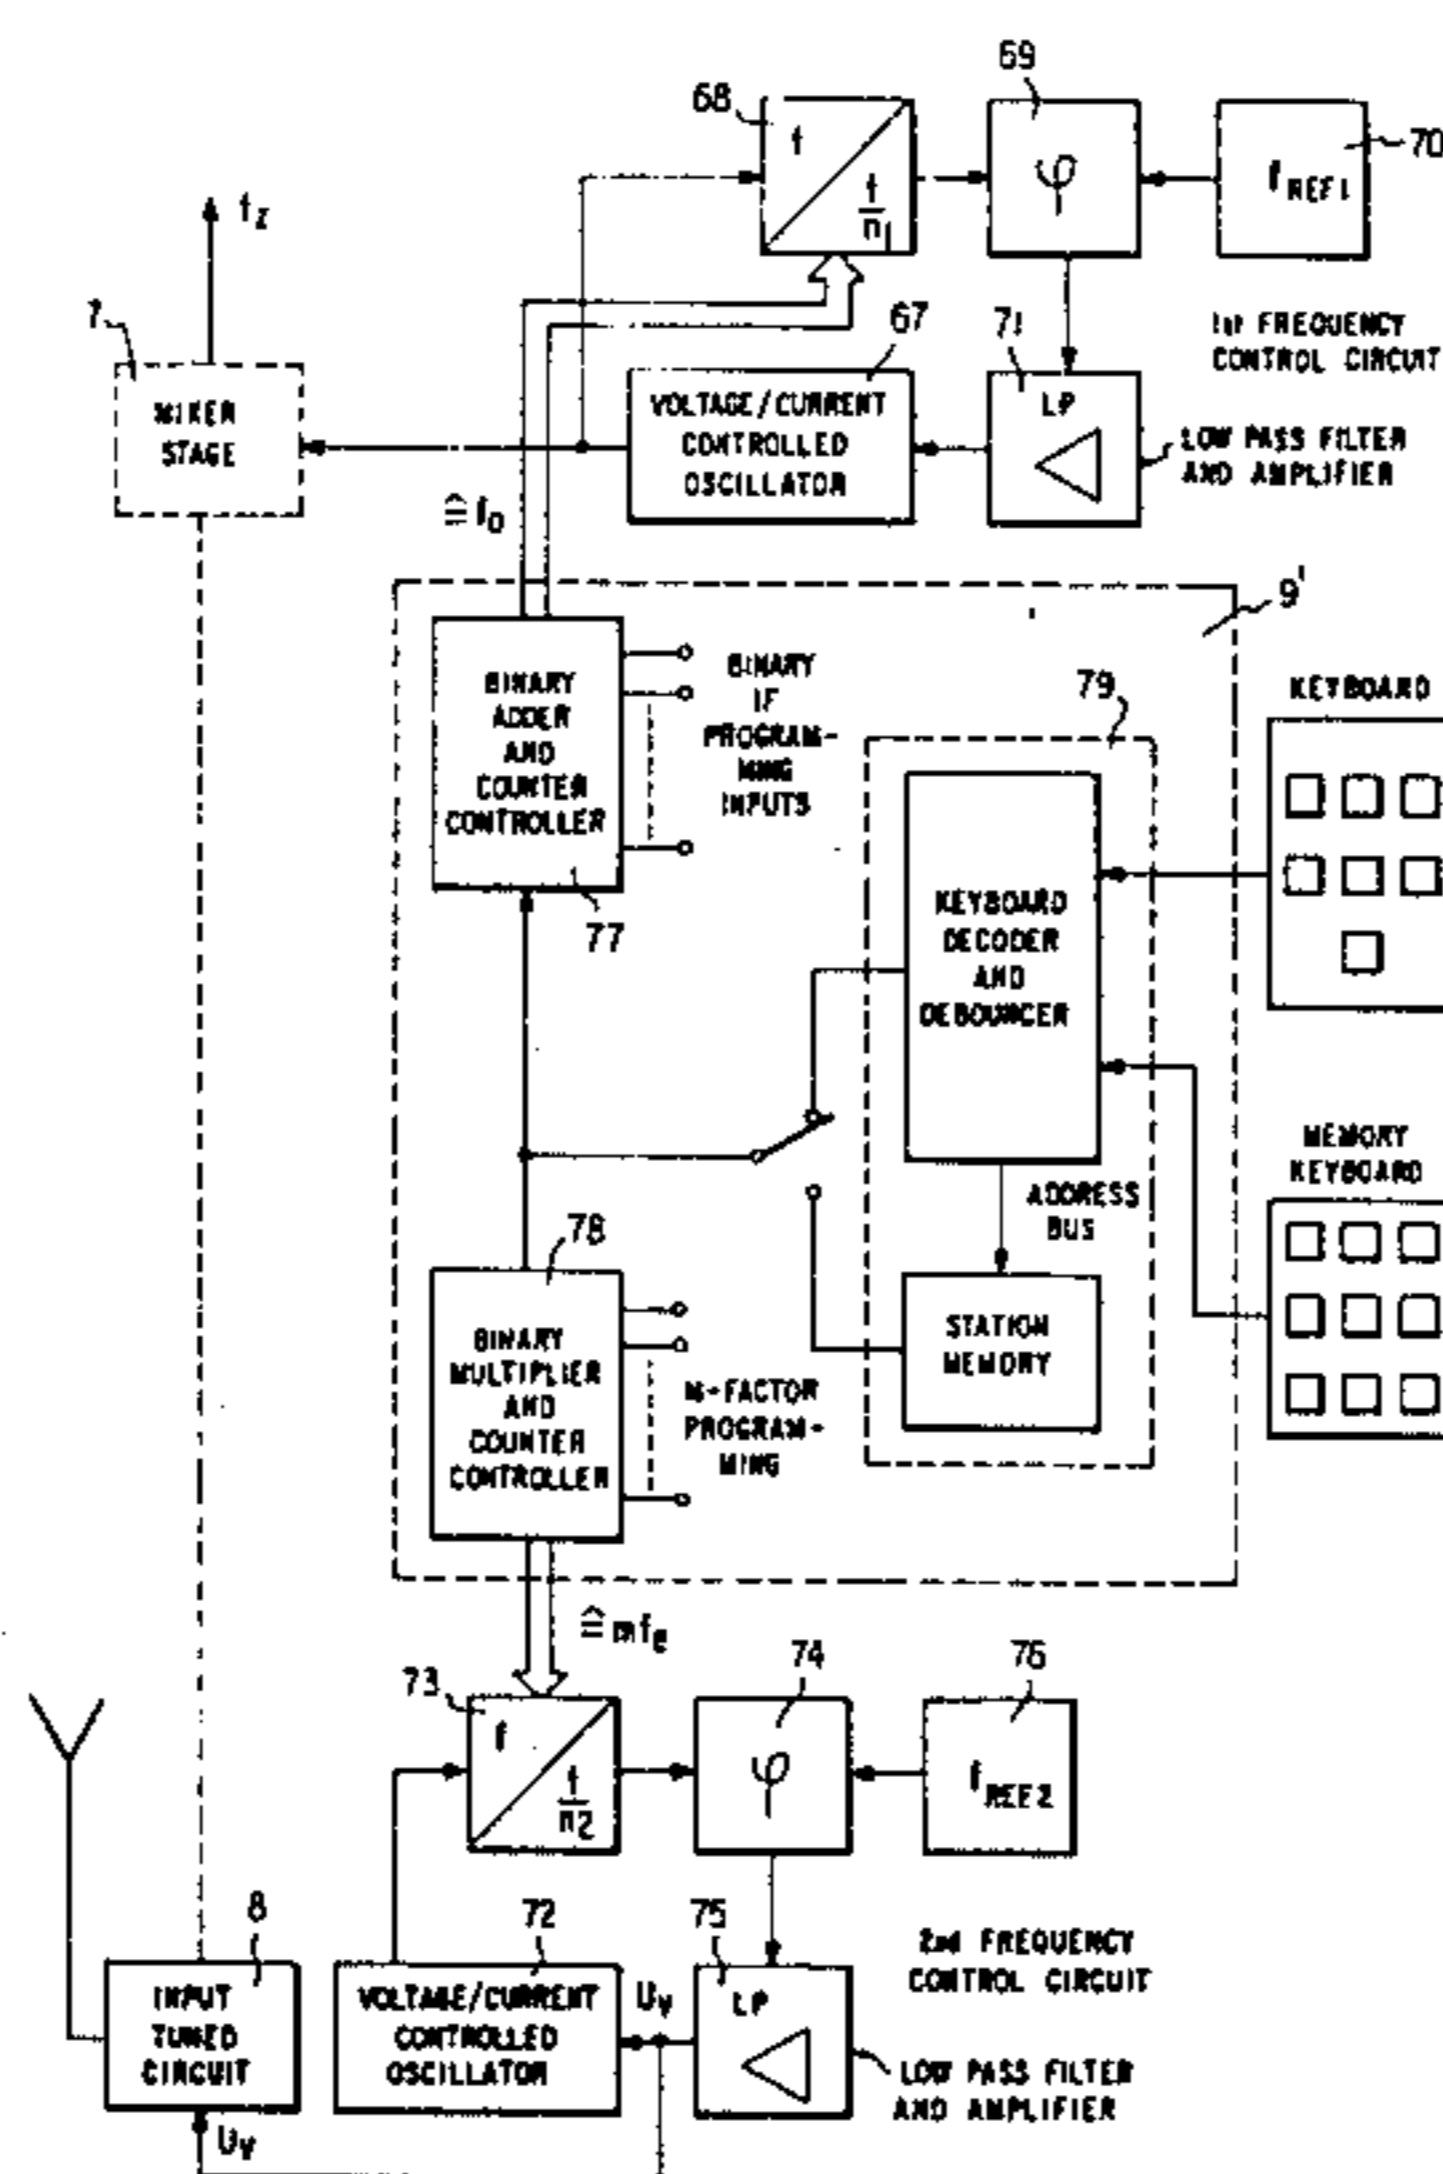 69
68
f
f
n1
φ
fREF1
70
fz
7
67
71
1st FREQUENCY
CONTROL CIRCUIT
MIXER
STAGE
VOLTAGE/CURRENT
CONTROLLED
OSCILLATOR
LP
LOW PASS FILTER
AND AMPLIFIER
≙fo
9'
BINARY
ADDER
AND
COUNTER
CONTROLLER
BINARY
IF
PROGRAM-
MING
INPUTS
79
KEYBOARD
77
KEYBOARD
DECODER
AND
DEBOUNCER
MEMORY
KEYBOARD
ADDRESS
BUS
78
BINARY
MULTIPLIER
AND
COUNTER
CONTROLLER
M-FACTOR
PROGRAM-
MING
STATION
MEMORY
≙mfe
73
74
76
f
f
n2
φ
fREF2
8
72
75
2nd FREQUENCY
CONTROL CIRCUIT
INPUT
TUNED
CIRCUIT
VOLTAGE/CURRENT
CONTROLLED
OSCILLATOR
Uv
LP
LOW PASS FILTER
AND AMPLIFIER
Uv